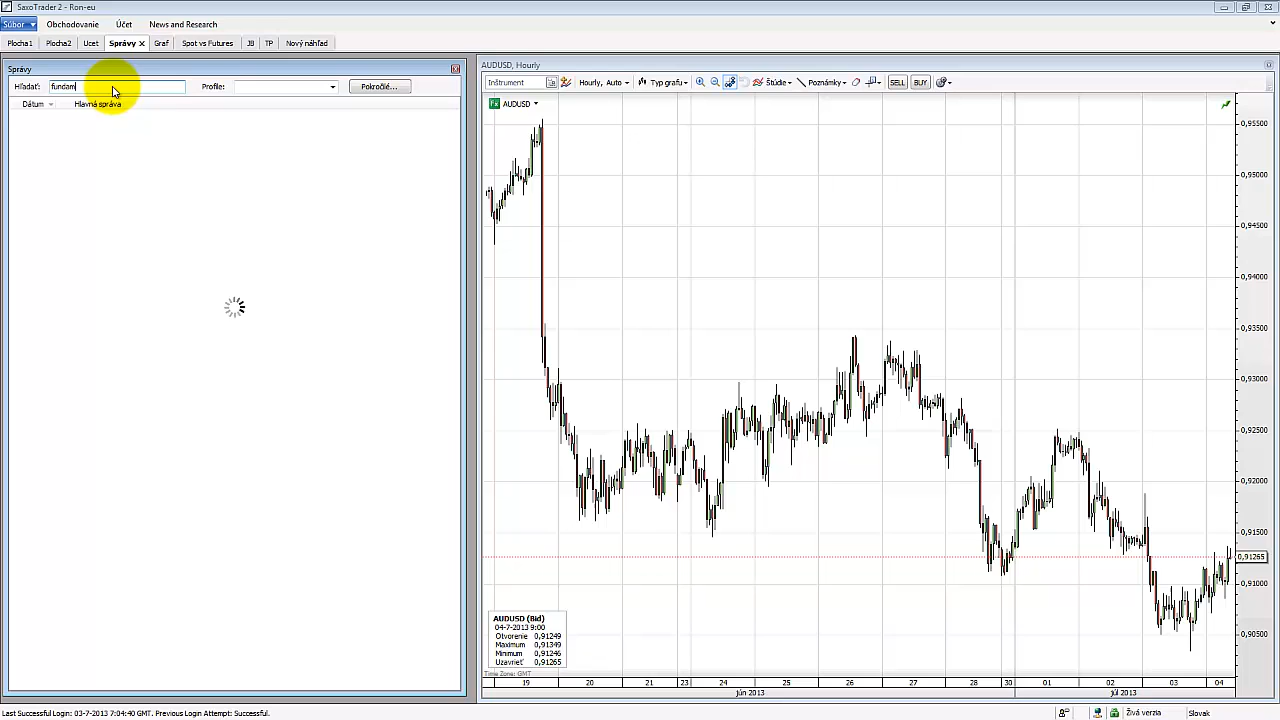 SaxoTrader 2 - Ron-eu
Súbor Obchodovanie Účet News and Research
Plocha1 Plocha2 Ucet Správy X Graf Spot vs Futures JB TP Nový náhľad
Správy
Hľadať: fundam Profile: Pokročilé...
Dátum Hlavná správa
AUDUSD, Hourly
Inštrument Hourly, Auto Typ grafu Štúdie Poznámky SELL BUY
Fx AUDUSD
0,95500
0,95000
0,94500
0,94000
0,93500
0,93000
0,92500
0,92000
0,91500
0,91265
0,91000
0,90500
AUDUSD (Bid)
04-7-2013 9:00
Otvorenie 0,91249
Maximum 0,91349
Minimum 0,91246
Uzavrieť 0,91265
Time Zone: GMT
19 20 21 23 24 25 26 27 28 30 01 02 03 04
jún 2013 júl 2013
Last Successful Login: 03-7-2013 7:04:40 GMT. Previous Login Attempt: Successful. Živá verzia Slovak